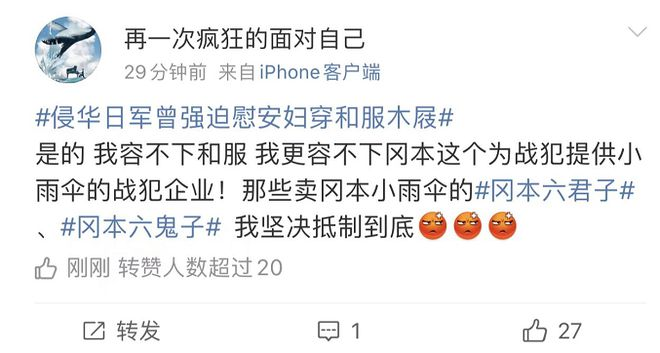 再一次疯狂的面对自己
29分钟前 来自iPhone客户端
#侵华日军曾强迫慰安妇穿和服木屐#
是的 我容不下和服 我更容不下冈本这个为战犯提供小
雨伞的战犯企业！那些卖冈本小雨伞的#冈本六君子#
、#冈本六鬼子# 我坚决抵制到底
刚刚 转赞人数超过20
转发 1 27